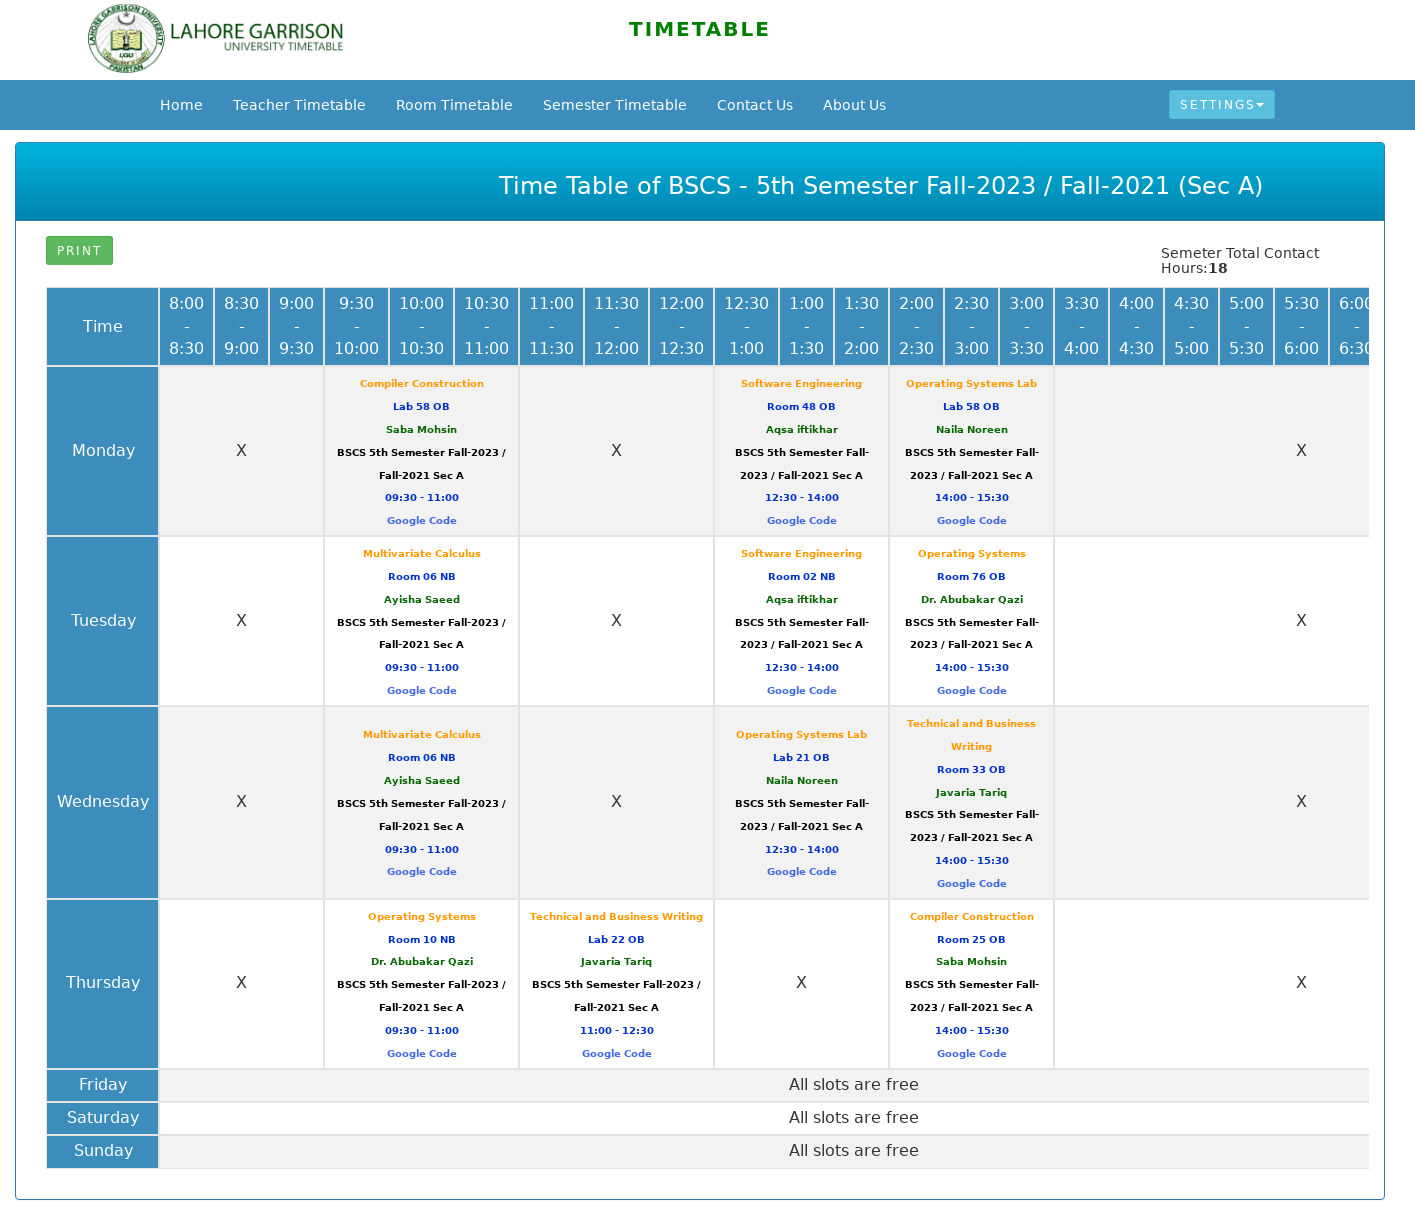 LAHORE GARRISON
UNIVERSITY TIMETABLE
TIMETABLE
Home Teacher Timetable Room Timetable Semester Timetable Contact Us About Us SETTINGS
Time Table of BSCS - 5th Semester Fall-2023 / Fall-2021 (Sec A)
PRINT
Semeter Total Contact
Hours:18
Time
8:00 - 8:30
8:30 - 9:00
9:00 - 9:30
9:30 - 10:00
10:00 - 10:30
10:30 - 11:00
11:00 - 11:30
11:30 - 12:00
12:00 - 12:30
12:30 - 1:00
1:00 - 1:30
1:30 - 2:00
2:00 - 2:30
2:30 - 3:00
3:00 - 3:30
3:30 - 4:00
4:00 - 4:30
4:30 - 5:00
5:00 - 5:30
5:30 - 6:00
6:00 - 6:30
Monday
X
Compiler Construction
Lab 58 OB
Saba Mohsin
BSCS 5th Semester Fall-2023 /
Fall-2021 Sec A
09:30 - 11:00
Google Code
X
Software Engineering
Room 48 OB
Aqsa iftikhar
BSCS 5th Semester Fall-
2023 / Fall-2021 Sec A
12:30 - 14:00
Google Code
Operating Systems Lab
Lab 58 OB
Naila Noreen
BSCS 5th Semester Fall-
2023 / Fall-2021 Sec A
14:00 - 15:30
Google Code
X
Tuesday
X
Multivariate Calculus
Room 06 NB
Ayisha Saeed
BSCS 5th Semester Fall-2023 /
Fall-2021 Sec A
09:30 - 11:00
Google Code
X
Software Engineering
Room 02 NB
Aqsa iftikhar
BSCS 5th Semester Fall-
2023 / Fall-2021 Sec A
12:30 - 14:00
Google Code
Operating Systems
Room 76 OB
Dr. Abubakar Qazi
BSCS 5th Semester Fall-
2023 / Fall-2021 Sec A
14:00 - 15:30
Google Code
X
Wednesday
X
Multivariate Calculus
Room 06 NB
Ayisha Saeed
BSCS 5th Semester Fall-2023 /
Fall-2021 Sec A
09:30 - 11:00
Google Code
X
Operating Systems Lab
Lab 21 OB
Naila Noreen
BSCS 5th Semester Fall-
2023 / Fall-2021 Sec A
12:30 - 14:00
Google Code
Technical and Business
Writing
Room 33 OB
Javaria Tariq
BSCS 5th Semester Fall-
2023 / Fall-2021 Sec A
14:00 - 15:30
Google Code
X
Thursday
X
Operating Systems
Room 10 NB
Dr. Abubakar Qazi
BSCS 5th Semester Fall-2023 /
Fall-2021 Sec A
09:30 - 11:00
Google Code
Technical and Business Writing
Lab 22 OB
Javaria Tariq
BSCS 5th Semester Fall-2023 /
Fall-2021 Sec A
11:00 - 12:30
Google Code
X
Compiler Construction
Room 25 OB
Saba Mohsin
BSCS 5th Semester Fall-
2023 / Fall-2021 Sec A
14:00 - 15:30
Google Code
X
Friday
All slots are free
Saturday
All slots are free
Sunday
All slots are free